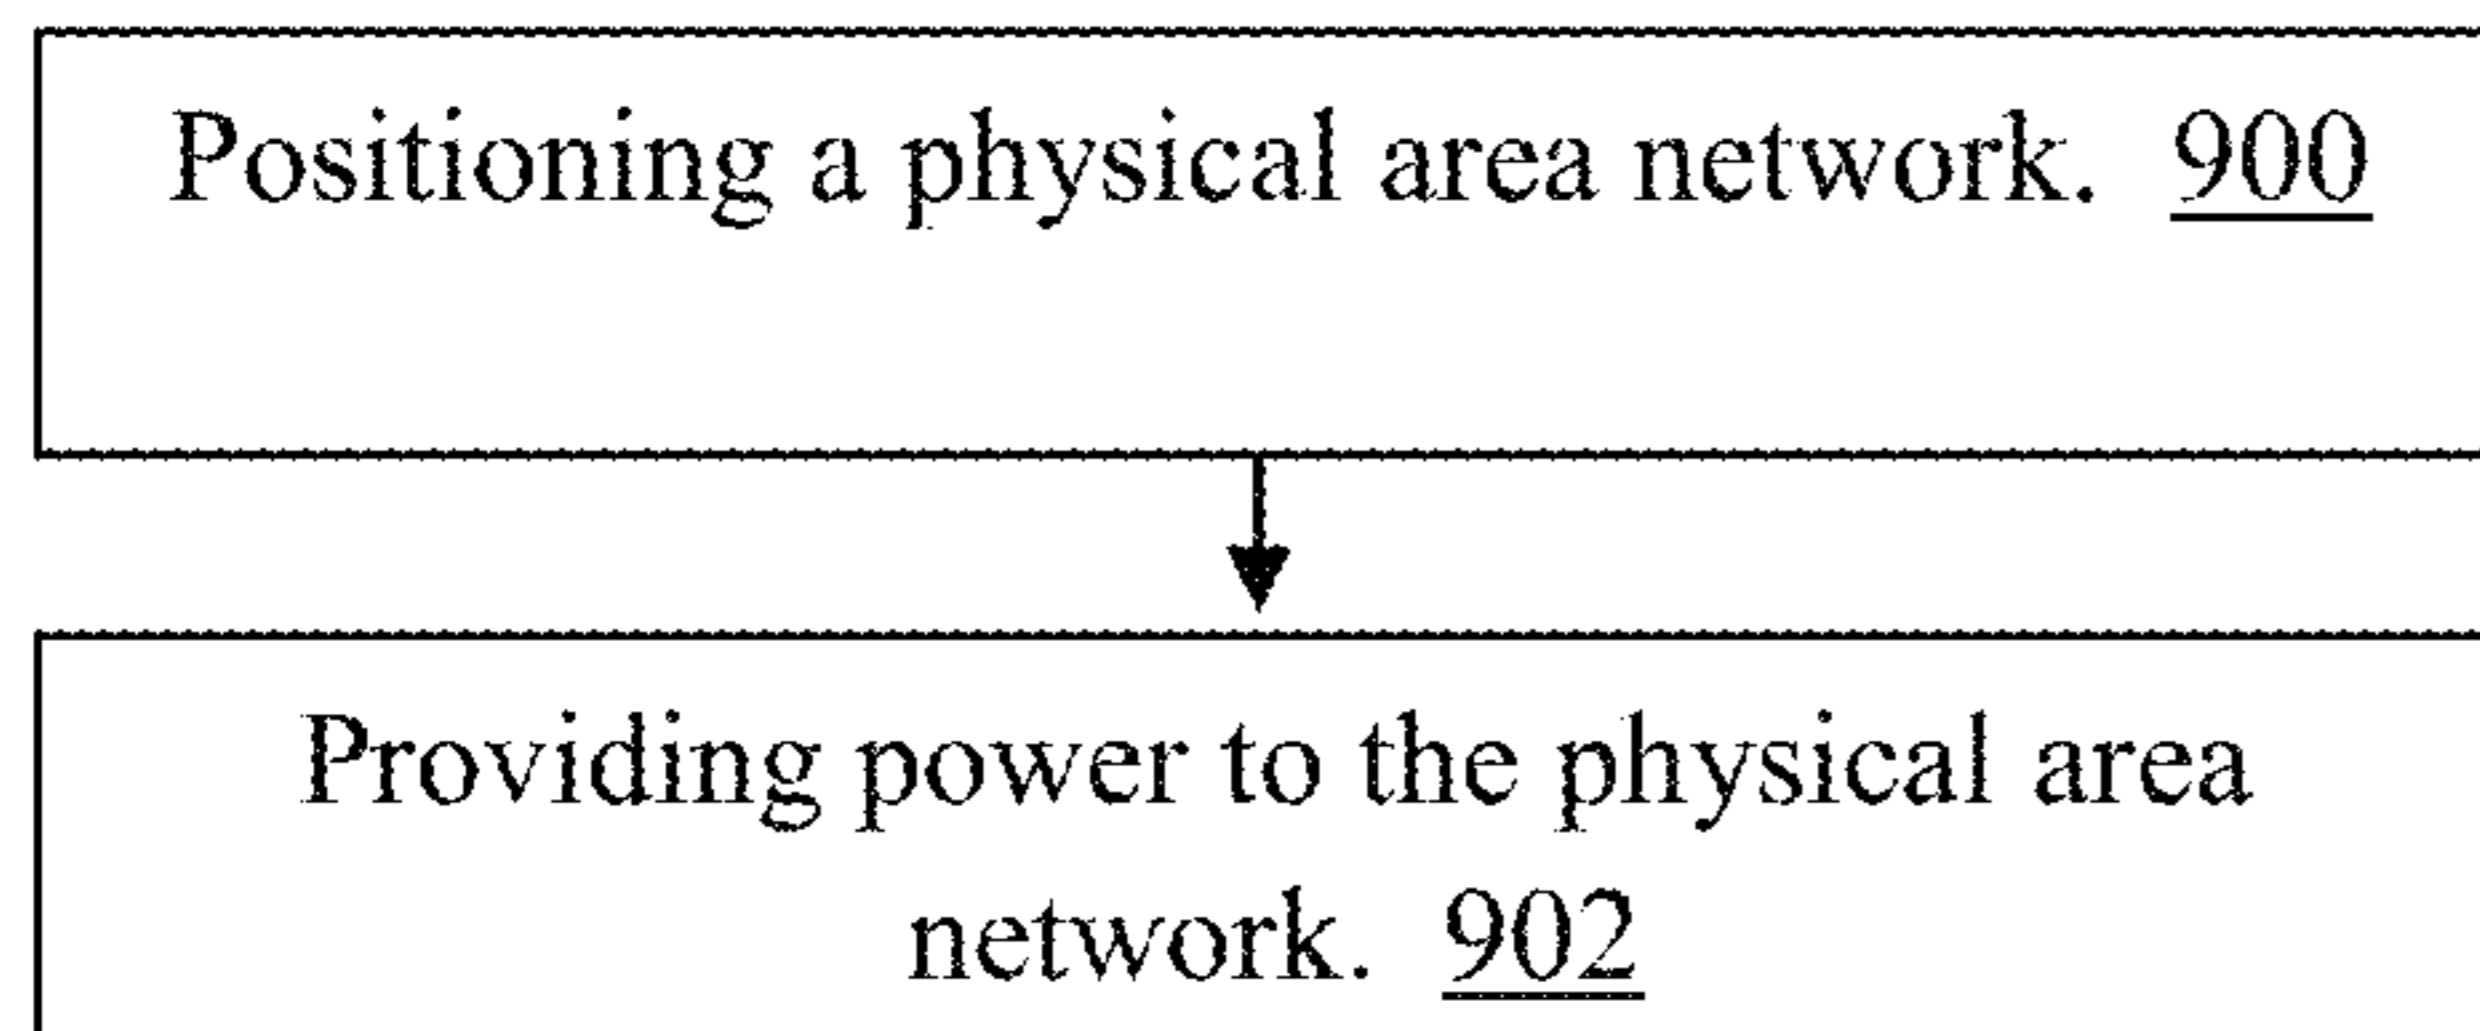 Positioning a physical area network. 900
Providing power to the physical area
network. 902